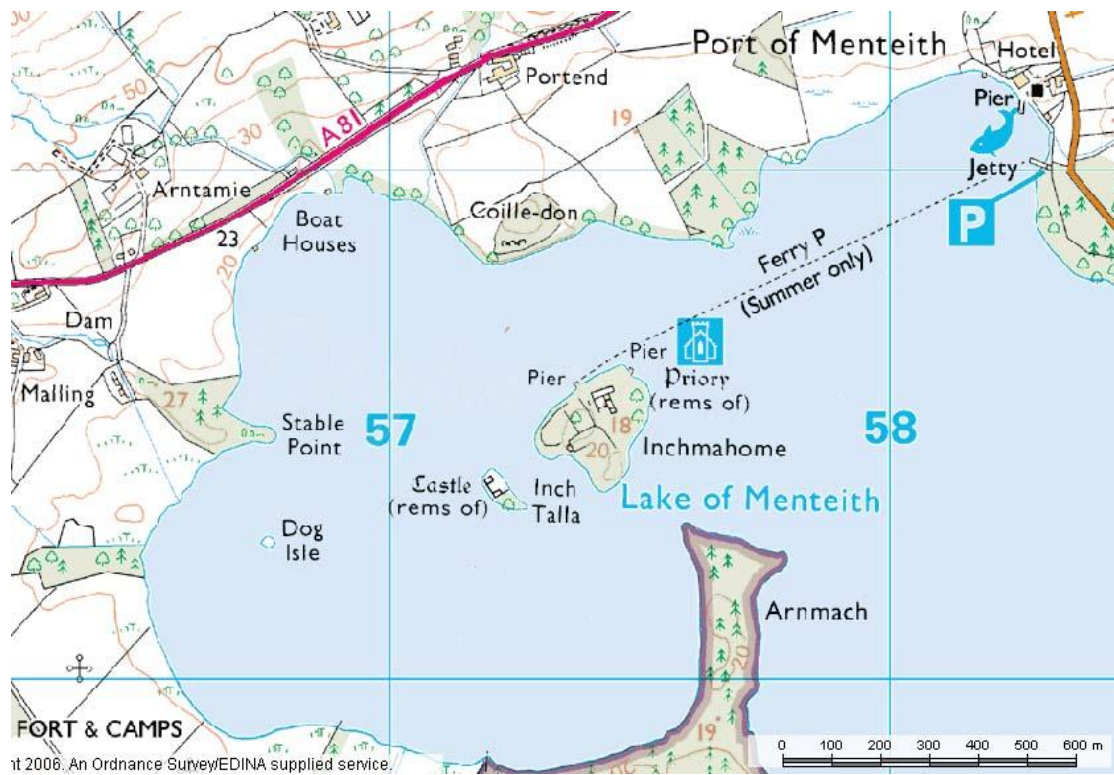 Port of Menteith
Hotel
Portend
50
Pier
30
A81
19
Jetty
Arntamie
P
Coille-don
Boat
Houses
23
20
Ferry P
(Summer only)
Dam
Pier
Pier
Priory
(rems of)
Malling
27
57
58
Stable
Point
18
20
Inchmahome
Castle
(rems of)
Inch
Talla
Lake of Menteith
Dog
Isle
Arnmach
20
19
FORT & CAMPS
20
0 100 200 300 400 500 600 m
nt 2006. An Ordnance Survey/EDINA supplied service.